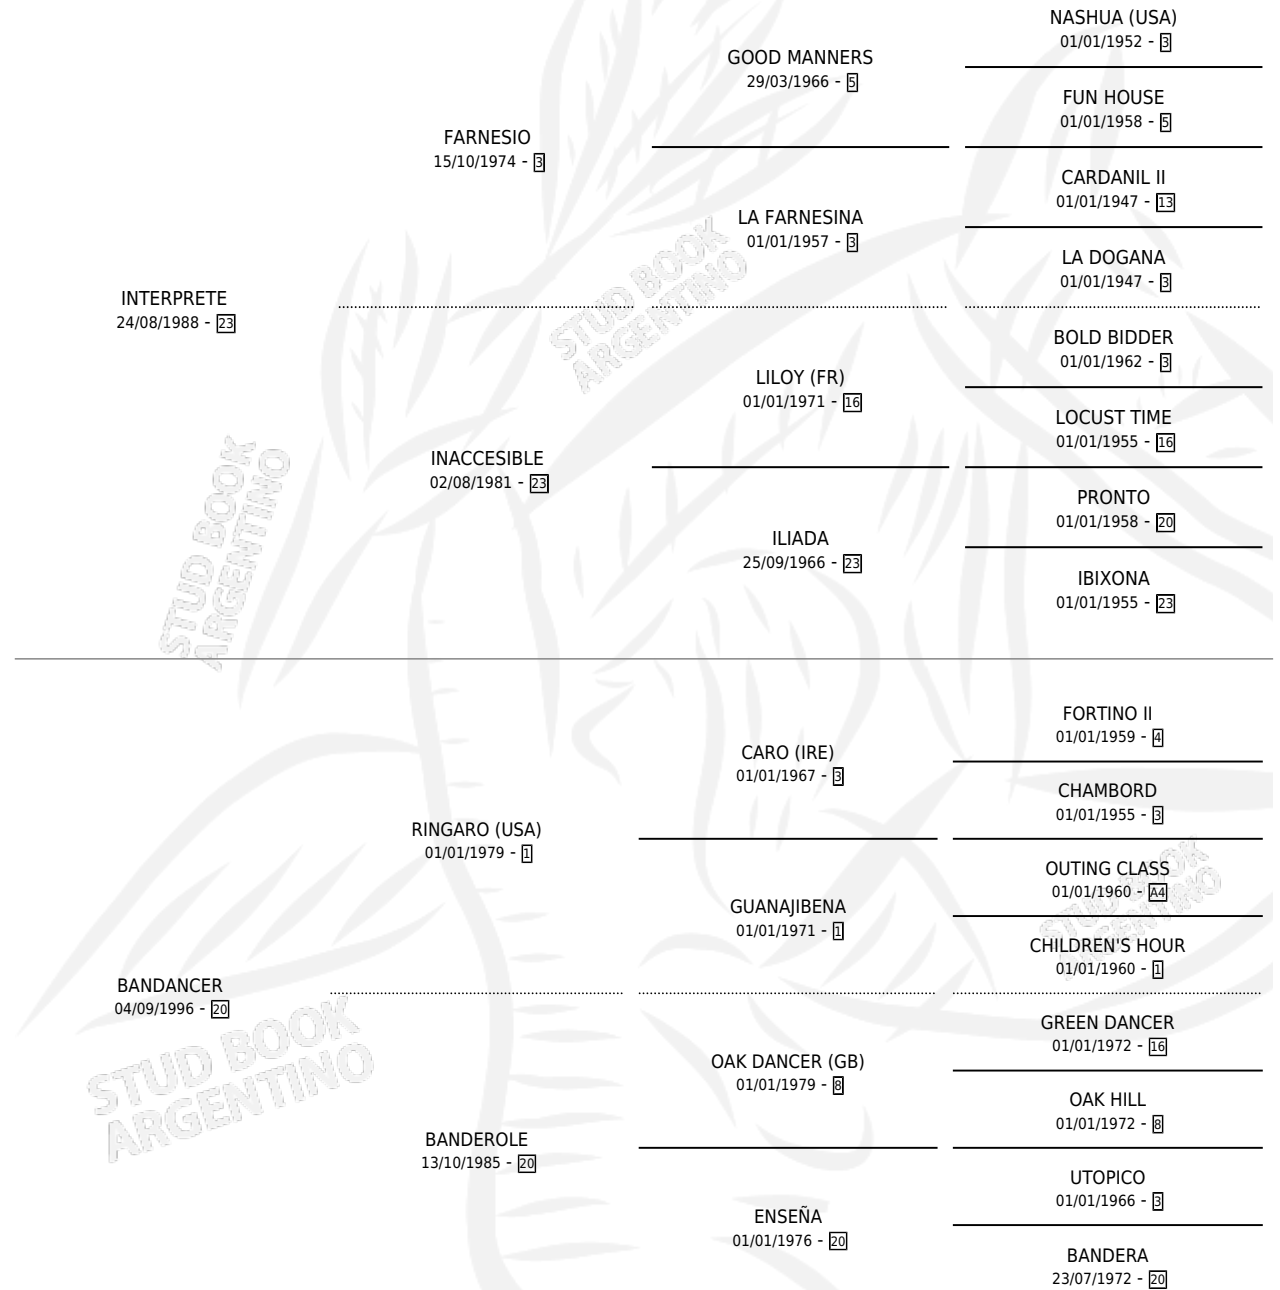 NASHUA (USA)
01/01/1952 - 3
GOOD MANNERS
29/03/1966 - 5
FUN HOUSE
01/01/1958 - 5
FARNESIO
15/10/1974 - 3
CARDANIL II
01/01/1947 - 13
LA FARNESINA
01/01/1957 - 3
LA DOGANA
01/01/1947 - 3
INTERPRETE
24/08/1988 - 23
STUD BOOK
ARGENTINO
BOLD BIDDER
01/01/1962 - 3
LILOY (FR)
01/01/1971 - 16
LOCUST TIME
01/01/1955 - 16
INACCESIBLE
02/08/1981 - 23
PRONTO
01/01/1958 - 20
ILIADA
25/09/1966 - 23
IBIXONA
01/01/1955 - 23
STUD BOOK
ARGENTINO
FORTINO II
01/01/1959 - 4
CARO (IRE)
01/01/1967 - 3
CHAMBORD
01/01/1955 - 3
RINGARO (USA)
01/01/1979 - 1
OUTING CLASS
01/01/1960 - A4
STUD BOOK
ARGENTINO
GUANAJIBENA
01/01/1971 - 1
CHILDREN'S HOUR
01/01/1960 - 1
BANDANCER
04/09/1996 - 20
GREEN DANCER
01/01/1972 - 16
STUD BOOK
ARGENTINO
OAK DANCER (GB)
01/01/1979 - 8
OAK HILL
01/01/1972 - 8
BANDEROLE
13/10/1985 - 20
UTOPICO
01/01/1966 - 3
ENSEÑA
01/01/1976 - 20
BANDERA
23/07/1972 - 20